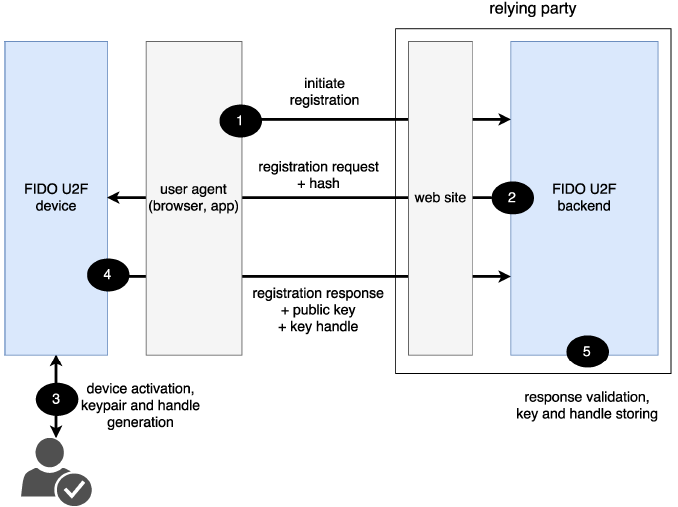 relying party
initiate
registration
1
registration request
+ hash
FIDO U2F
device
user agent
(browser, app)
web site
2
FIDO U2F
backend
4
registration response
+ public key
+ key handle
5
3
device activation,
keypair and handle
generation
response validation,
key and handle storing